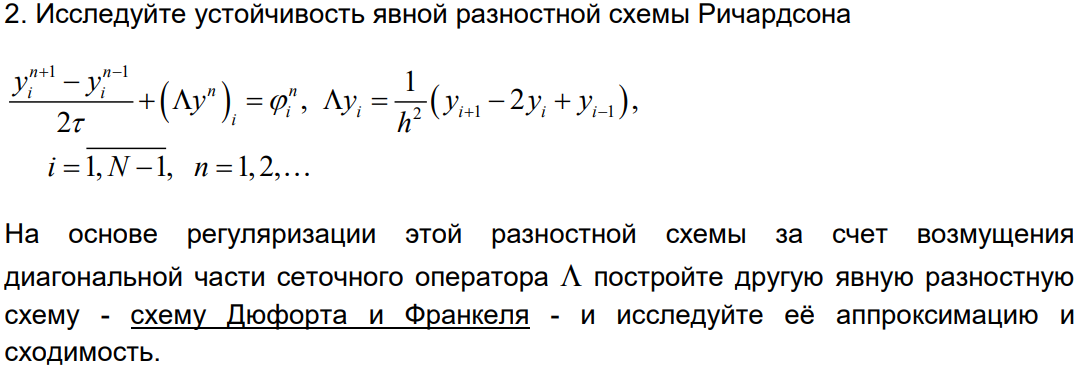 2. Исследуйте устойчивость явной разностной схемы Ричардсона
\frac{y_i^{n+1} - y_i^{n-1}}{2\tau} + \left( \Lambda y^n \right)_i = \varphi_i^n, \ \Lambda y_i = \frac{1}{h^2} \left( y_{i+1} - 2y_i + y_{i-1} \right),
i = \overline{1, N-1}, \ n = 1, 2, \ldots
На основе регуляризации этой разностной схемы за счет возмущения
диагональной части сеточного оператора Λ постройте другую явную разностную
схему - схему Дюфорта и Франкеля - и исследуйте её аппроксимацию и
сходимость.